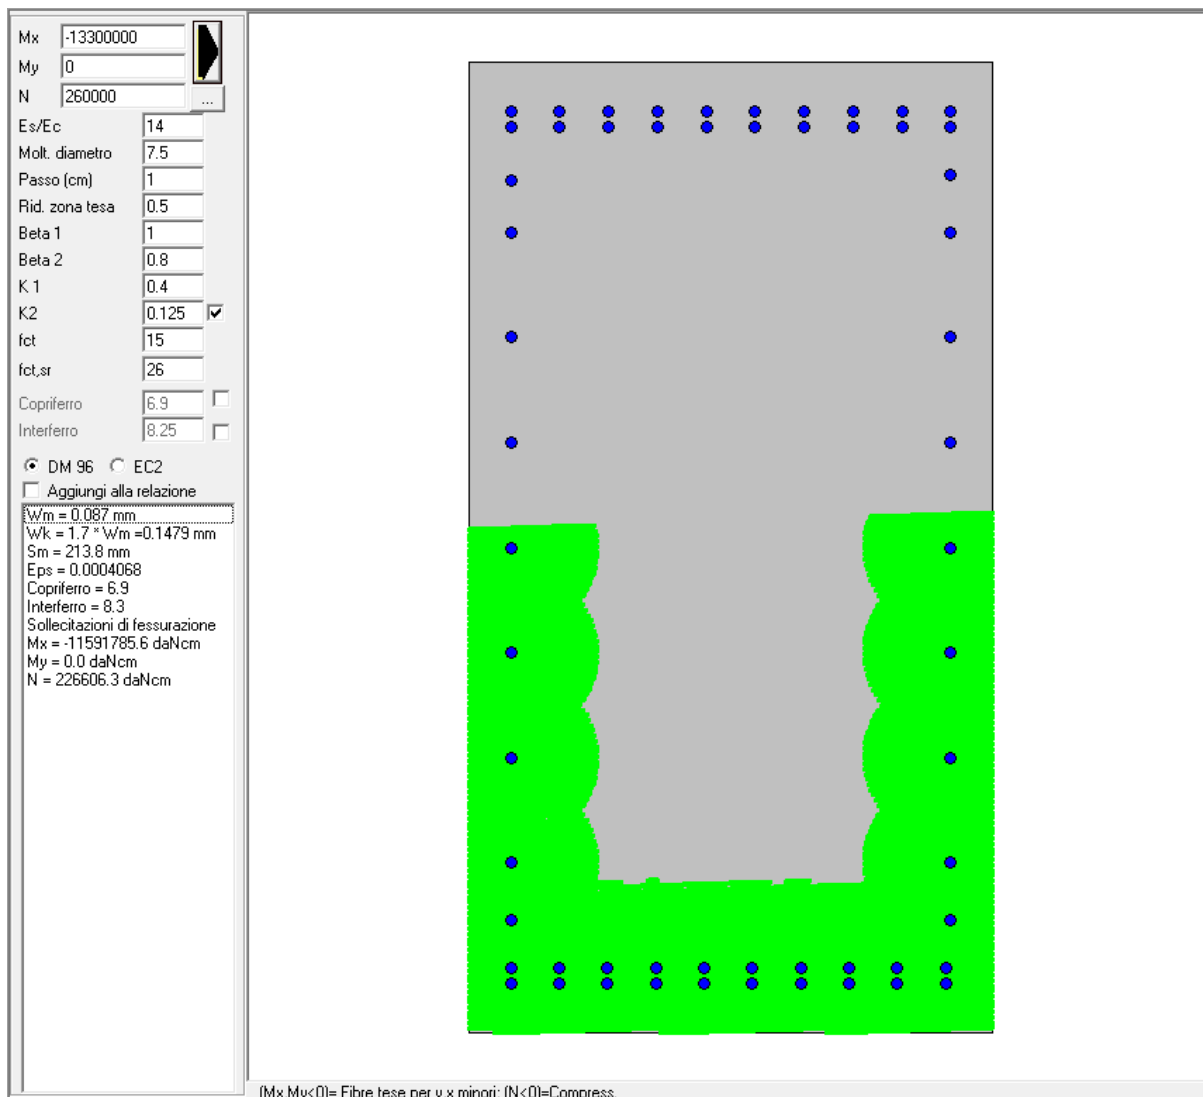 Mx -13300000
My 0
N 260000 ...
Es/Ec 14
Molt. diametro 7.5
Passo (cm) 1
Rid. zona tesa 0.5
Beta 1 1
Beta 2 0.8
K 1 0.4
K2 0.125
fct 15
fct,sr 26
Copriferro 6.9
Interferro 8.25
DM 96 EC2
Aggiungi alla relazione
Wm = 0.087 mm
Wk = 1.7 * Wm =0.1479 mm
Sm = 213.8 mm
Eps = 0.0004068
Copriferro = 6.9
Interferro = 8.3
Sollecitazioni di fessurazione
Mx = -11591785.6 daNcm
My = 0.0 daNcm
N = 226606.3 daNcm
(Mx,My<0)= Fibre tese per y,x minori; (N<0)=Compress.